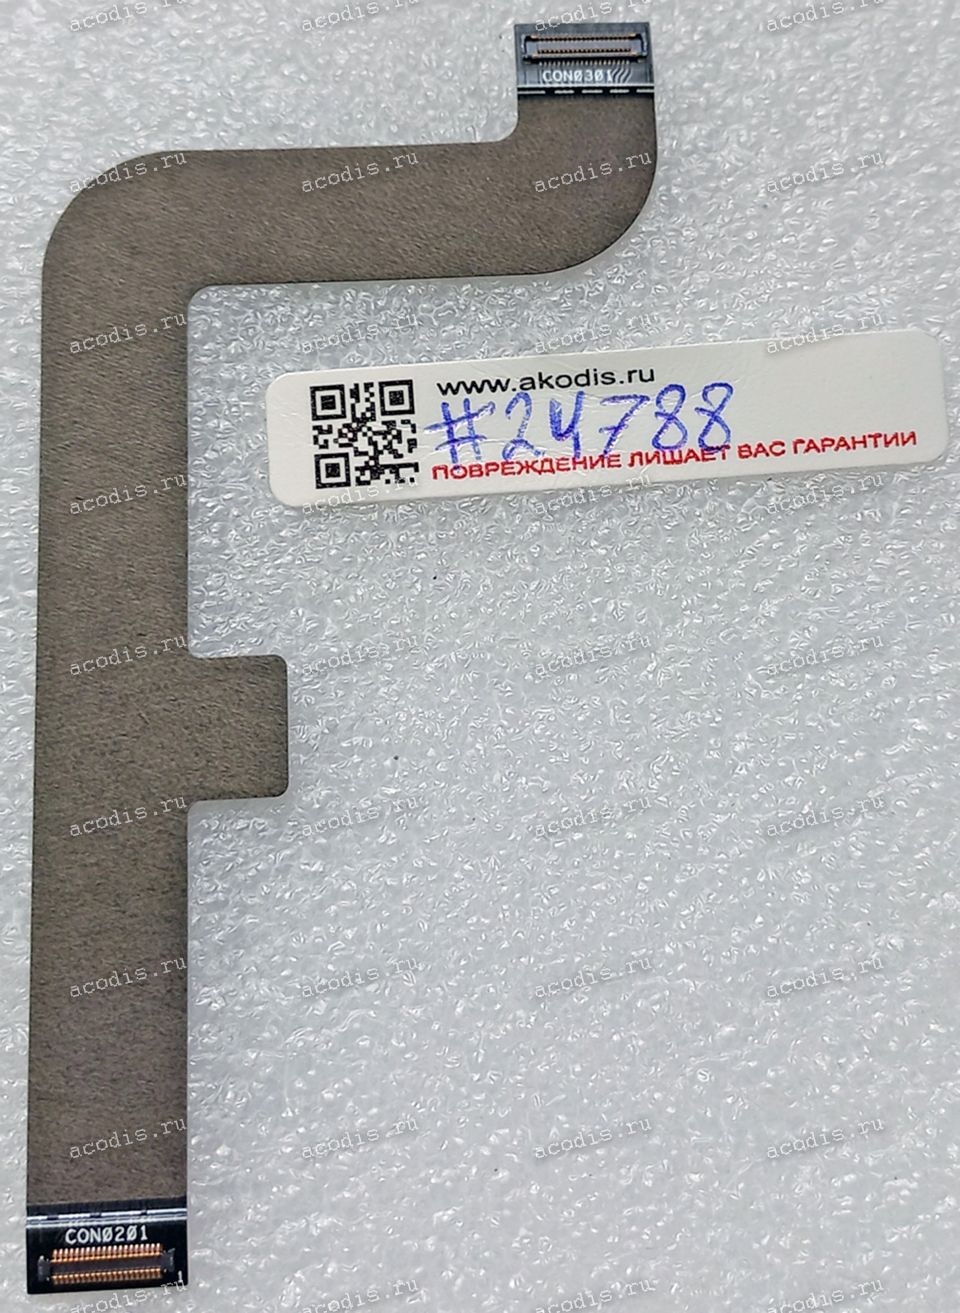 CON0301
www.akodis.ru
#24788
ПОВРЕЖДЕНИЕ ЛИШАЕТ ВАС ГАРАНТИИ
CON0201
acodis.ru